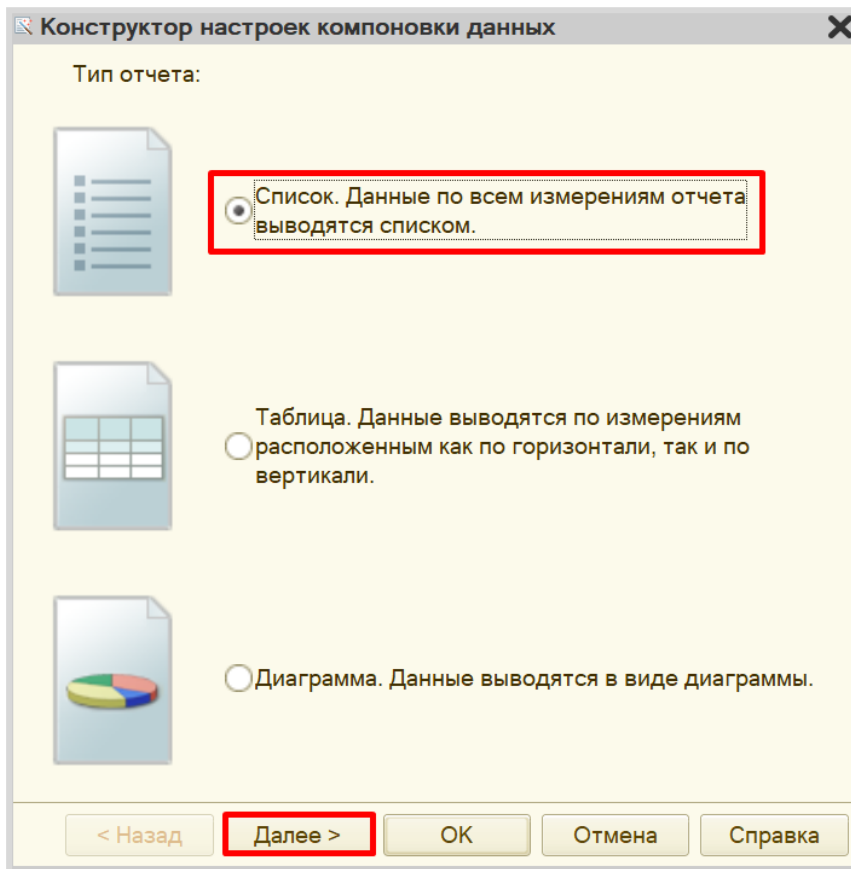 Конструктор настроек компоновки данных
Тип отчета:
Список. Данные по всем измерениям отчета
выводятся списком.
Таблица. Данные выводятся по измерениям
расположенным как по горизонтали, так и по
вертикали.
Диаграмма. Данные выводятся в виде диаграммы.
< Назад Далее > OK Отмена Справка